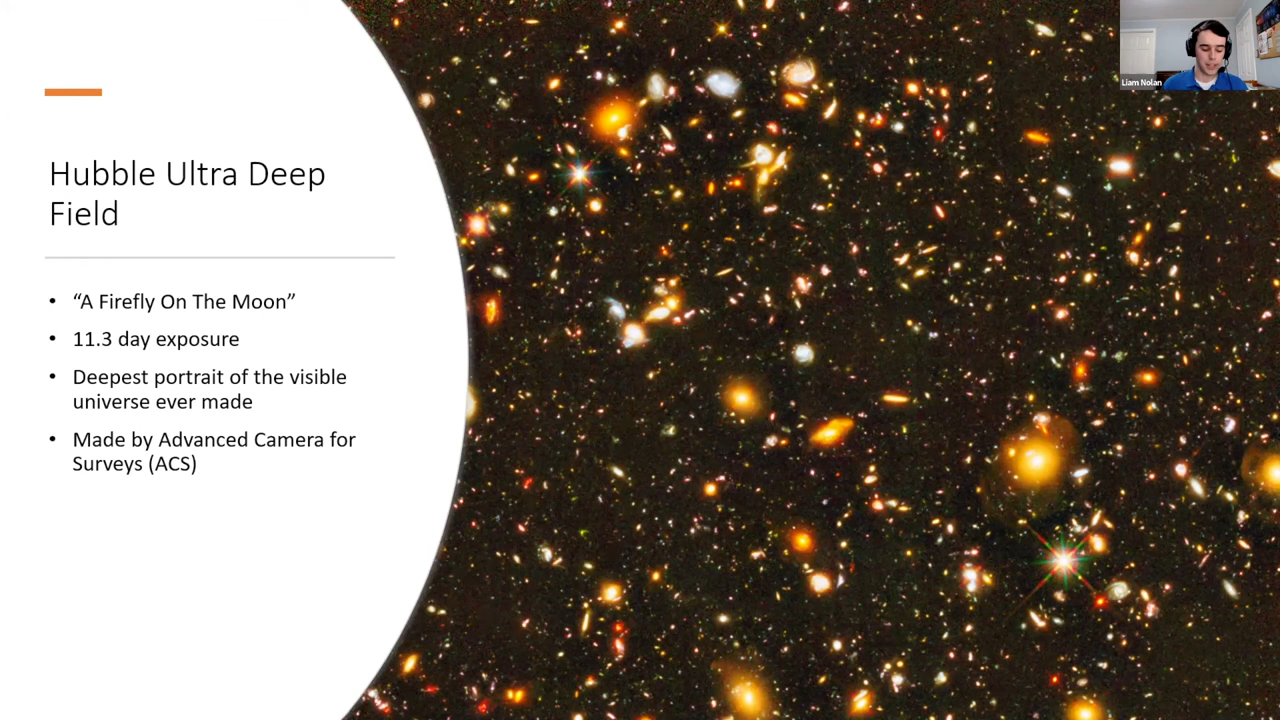 Hubble Ultra Deep
Field
• “A Firefly On The Moon”
• 11.3 day exposure
• Deepest portrait of the visible
universe ever made
• Made by Advanced Camera for
Surveys (ACS)
Liam Nolan